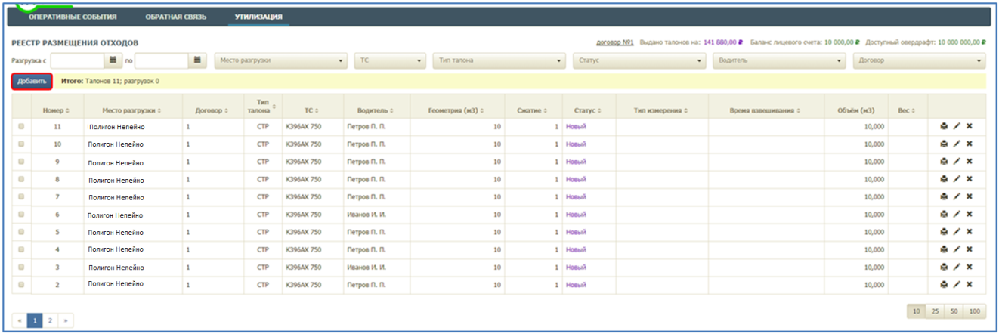 ОПЕРАТИВНЫЕ СОБЫТИЯ ОБРАТНАЯ СВЯЗЬ УТИЛИЗАЦИЯ
РЕЕСТР РАЗМЕЩЕНИЯ ОТХОДОВ договор №1 Выдано талонов на: 141 880,00 ₽ Баланс лицевого счета: 10 000,00 ₽ Доступный овердрафт: 10 000 000,00 ₽
Разгрузка с по Место разгрузки ТС Тип талона Статус Водитель Договор
Добавить Итого: Талонов 11; разгрузок 0
Номер Место разгрузки Договор Тип талона ТС Водитель Геометрия (м3) Сжатие Статус Тип измерения Время взвешивания Объём (м3) Вес
11 Полигон Непейно 1 СТР К396АХ 750 Петров П. П. 10 1 Новый 10,000
10 Полигон Непейно 1 СТР К396АХ 750 Петров П. П. 10 1 Новый 10,000
9 Полигон Непейно 1 СТР К396АХ 750 Петров П. П. 10 1 Новый 10,000
8 Полигон Непейно 1 СТР К396АХ 750 Петров П. П. 10 1 Новый 10,000
7 Полигон Непейно 1 СТР К396АХ 750 Петров П. П. 10 1 Новый 10,000
6 Полигон Непейно 1 СТР К396АХ 750 Иванов И. И. 10 1 Новый 10,000
5 Полигон Непейно 1 СТР К396АХ 750 Петров П. П. 10 1 Новый 10,000
4 Полигон Непейно 1 СТР К396АХ 750 Петров П. П. 10 1 Новый 10,000
3 Полигон Непейно 1 СТР К396АХ 750 Иванов И. И. 10 1 Новый 10,000
2 Полигон Непейно 1 СТР К396АХ 750 Петров П. П. 10 1 Новый 10,000
« 1 2 » 10 25 50 100